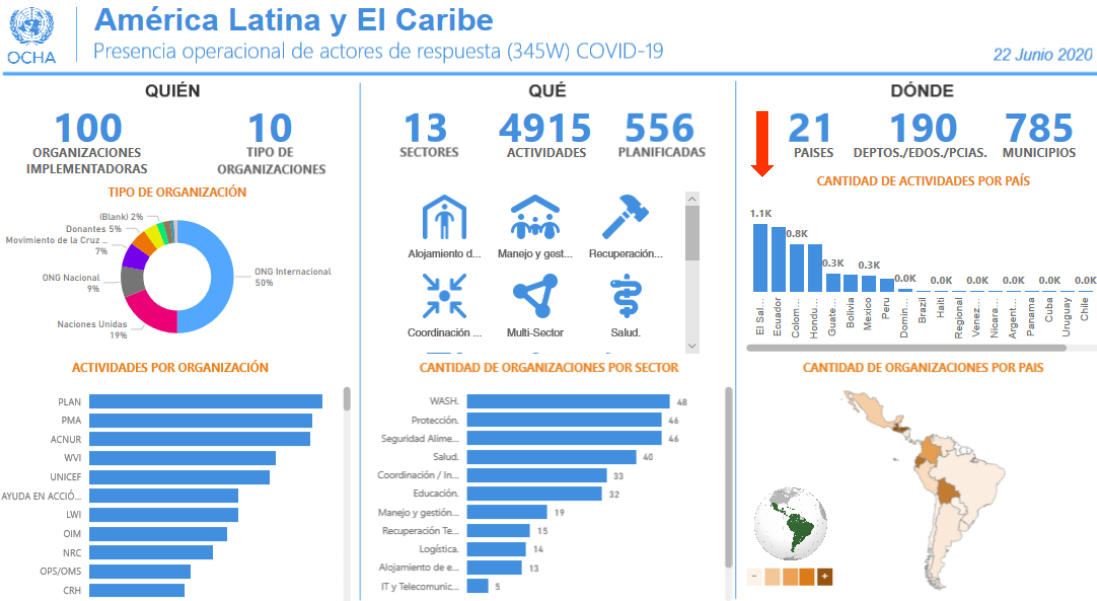 OCHA
América Latina y El Caribe
Presencia operacional de actores de respuesta (345W) COVID-19
22 Junio 2020
QUIÉN
100
ORGANIZACIONES
IMPLEMENTADORAS
10
TIPO DE
ORGANIZACIONES
TIPO DE ORGANIZACIÓN
(Blank) 2%
Donantes 5%
Movimiento de la Cruz ...
7%
ONG Nacional
9%
Naciones Unidas
19%
ONG Internacional
50%
ACTIVIDADES POR ORGANIZACIÓN
PLAN
PMA
ACNUR
WVI
UNICEF
AYUDA EN ACCIÓ...
LWI
OIM
NRC
OPS/OMS
CRH
QUÉ
13
SECTORES
4915
ACTIVIDADES
556
PLANIFICADAS
Alojamiento d...
Manejo y gest...
Recuperación...
Coordinación ...
Multi-Sector
Salud.
CANTIDAD DE ORGANIZACIONES POR SECTOR
WASH. 48
Protección. 46
Seguridad Alime... 46
Salud. 40
Coordinación / In... 33
Educación. 32
Manejo y gestión... 19
Recuperación Te... 15
Logística. 14
Alojamiento de e... 13
IT y Telecomunic... 5
DÓNDE
21
PAISES
190
DEPTOS./EDOS./PCIAS.
785
MUNICIPIOS
CANTIDAD DE ACTIVIDADES POR PAÍS
1.1K
0.8K
0.3K
0.3K
0.0K
0.0K
0.0K
0.0K
0.0K
0.0K
El Sal...
Ecuador
Colom...
Hondu...
Guate...
Bolivia
Mexico
Peru
Domin...
Brazil
Haiti
Regional
Venez...
Nicara...
Argent...
Panama
Cuba
Uruguay
Chile
CANTIDAD DE ORGANIZACIONES POR PAIS
- +